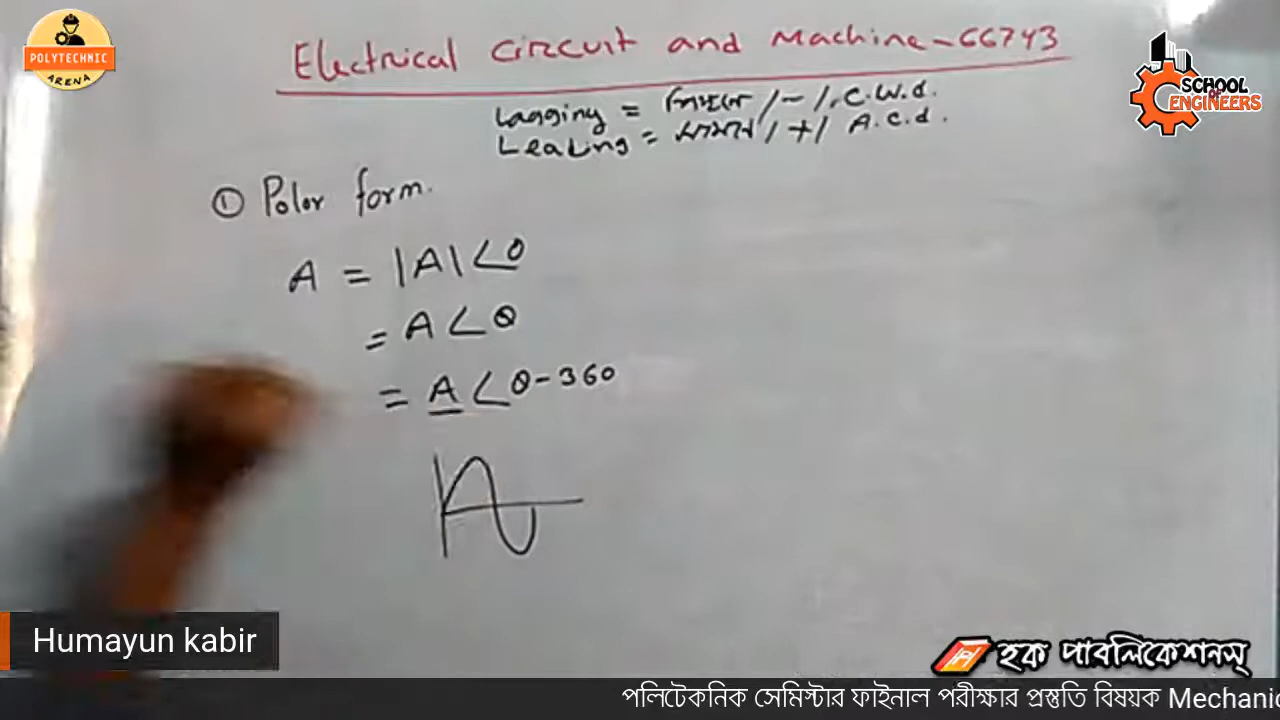 POLYTECHNIC
ARENA
SCHOOL
OF
ENGINEERS
Electrical Circuit and Machine-66743
Lagging = পিছনে /-/.C.W.d.
Leading = সামনে /+/ A.C.d.
① Polar form.
A = |A|<θ
= A<θ
= A<θ-360
Humayun kabir
হক পাবলিকেশনস্
পলিটেকনিক সেমিস্টার ফাইনাল পরীক্ষার প্রস্তুতি বিষয়ক Mechanic